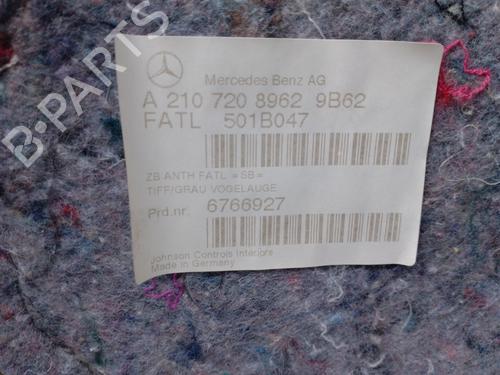 B-PARTS
Mercedes Benz AG
A 210 720 8962 9B62
FATL 501B047
ZB ANTH FATL =SB=
TIFF/GRAU VOGELAUGE
Prd.nr. 6766927
Johnson Controls Interiors
Made in Germany